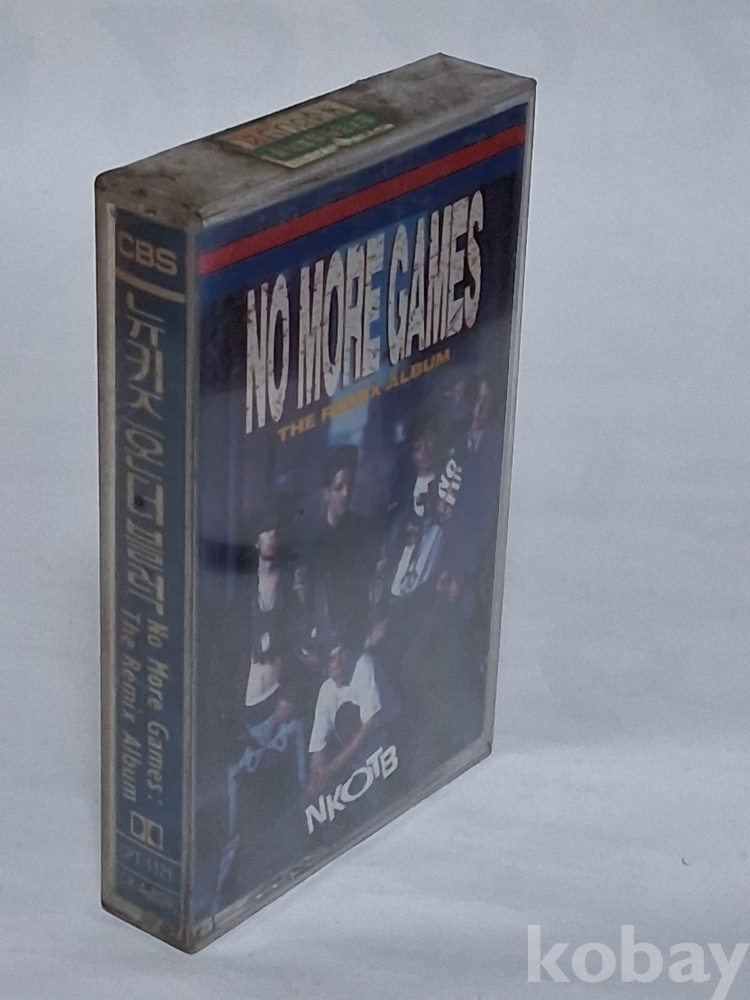 CBS
뉴키즈 온 더 블럭
No More Games:
The Remix Album
NO MORE GAMES
THE REMIX ALBUM
NKOTB
kobay